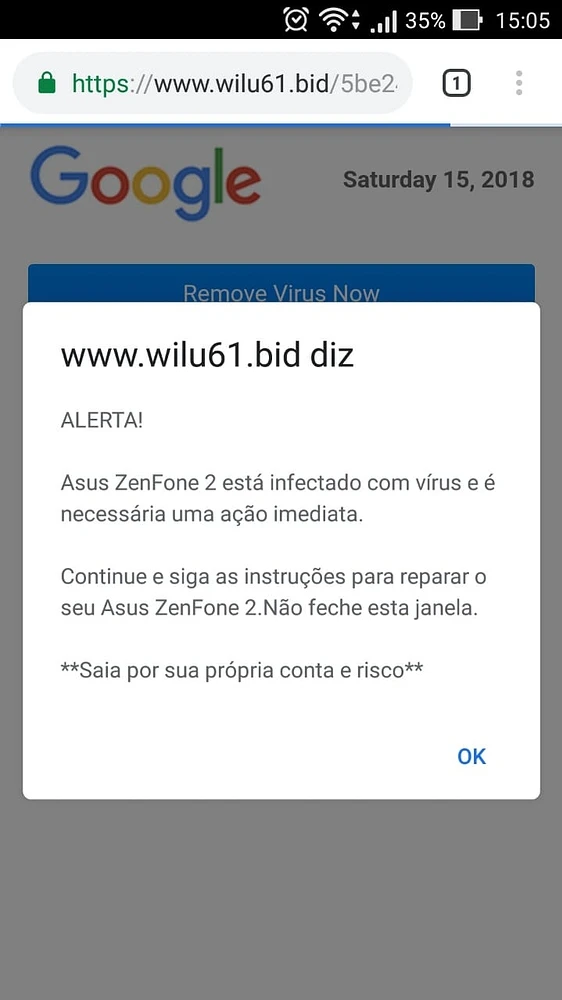 35% 15:05
https://www.wilu61.bid/5be2 1
Google Saturday 15, 2018
Remove Virus Now
www.wilu61.bid diz
ALERTA!
Asus ZenFone 2 está infectado com vírus e é
necessária uma ação imediata.
Continue e siga as instruções para reparar o
seu Asus ZenFone 2.Não feche esta janela.
**Saia por sua própria conta e risco**
OK